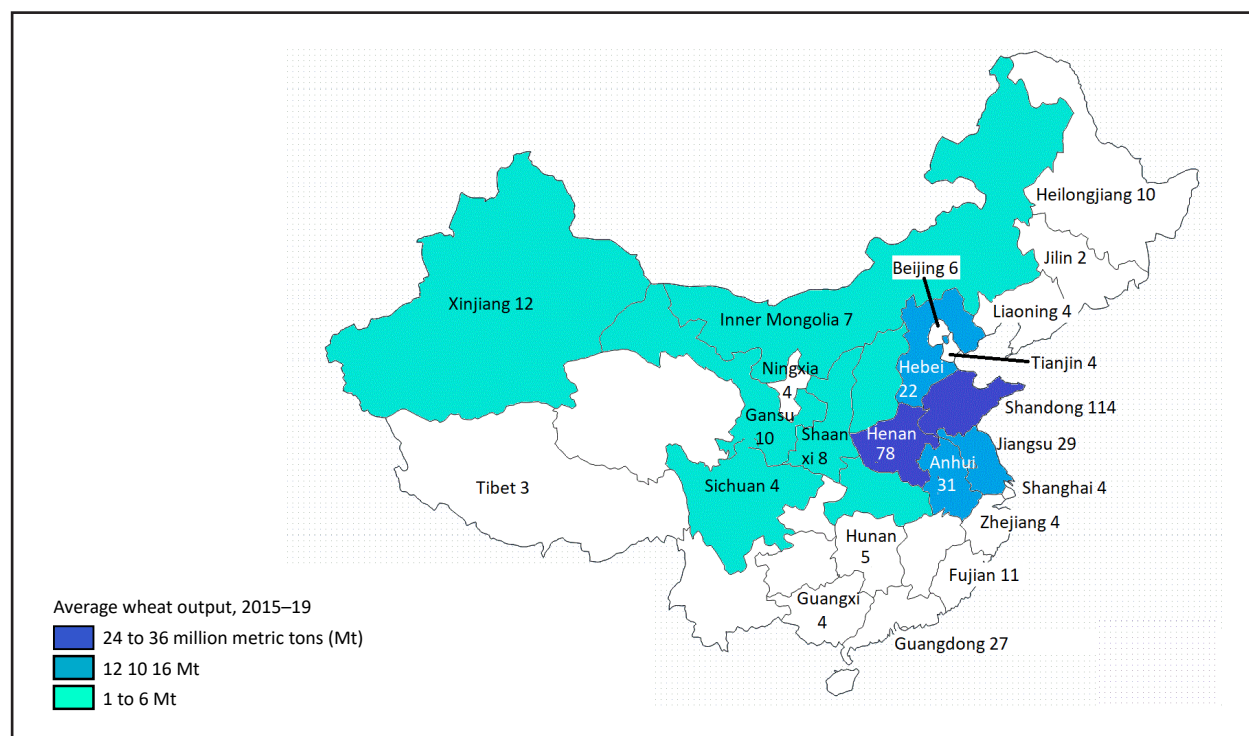 Heilongjiang 10
Jilin 2
Beijing 6
Xinjiang 12
Liaoning 4
Inner Mongolia 7
Tianjin 4
Ningxia
4
Hebei
22
Shandong 114
Gansu
10
Shaan
xi 8
Henan
78
Jiangsu 29
Anhui
31
Tibet 3
Sichuan 4
Shanghai 4
Zhejiang 4
Hunan
5
Fujian 11
Guangxi
4
Guangdong 27
Average wheat output, 2015–19
24 to 36 million metric tons (Mt)
12 10 16 Mt
1 to 6 Mt